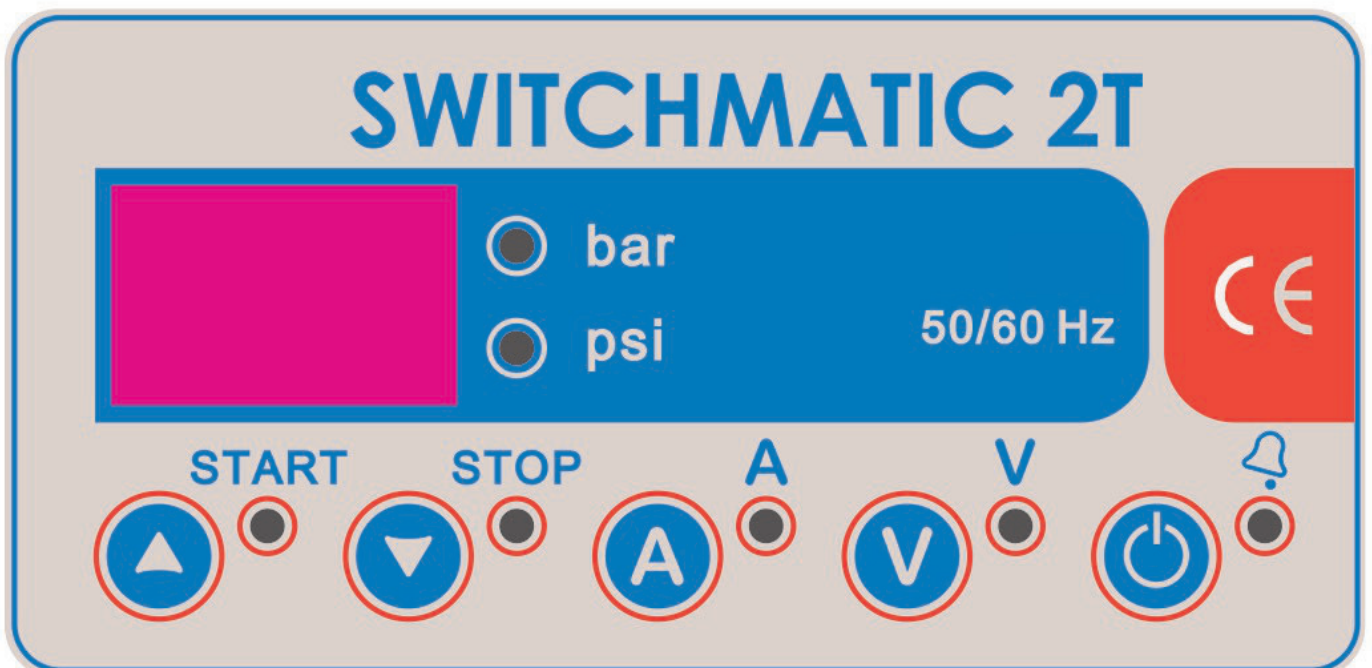 SWITCHMATIC 2T
bar
psi
50/60 Hz
CE
START STOP A V
A V